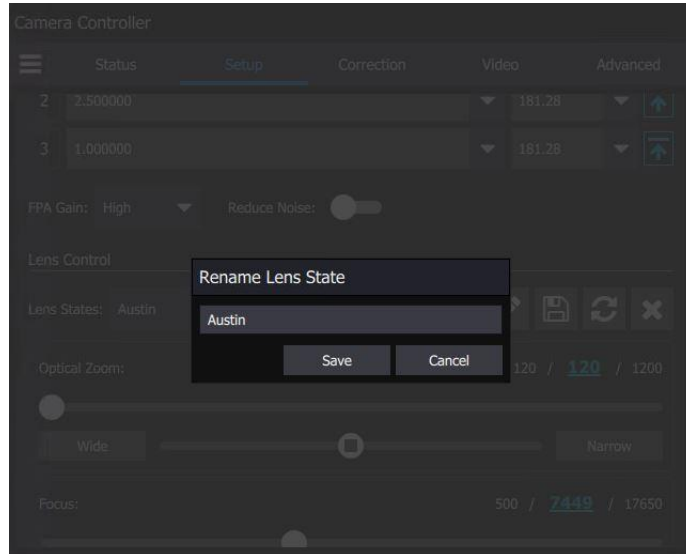 Camera Controller
Status Setup Correction Video Advanced
2 2.500000 181.28
3 1.000000 181.28
FPA Gain: High Reduce Noise:
Lens Control
Rename Lens State
Lens States: Austin
Austin
Save Cancel
Optical Zoom: 120 / 120 / 1200
Wide Narrow
Focus: 500 / 7449 / 17650